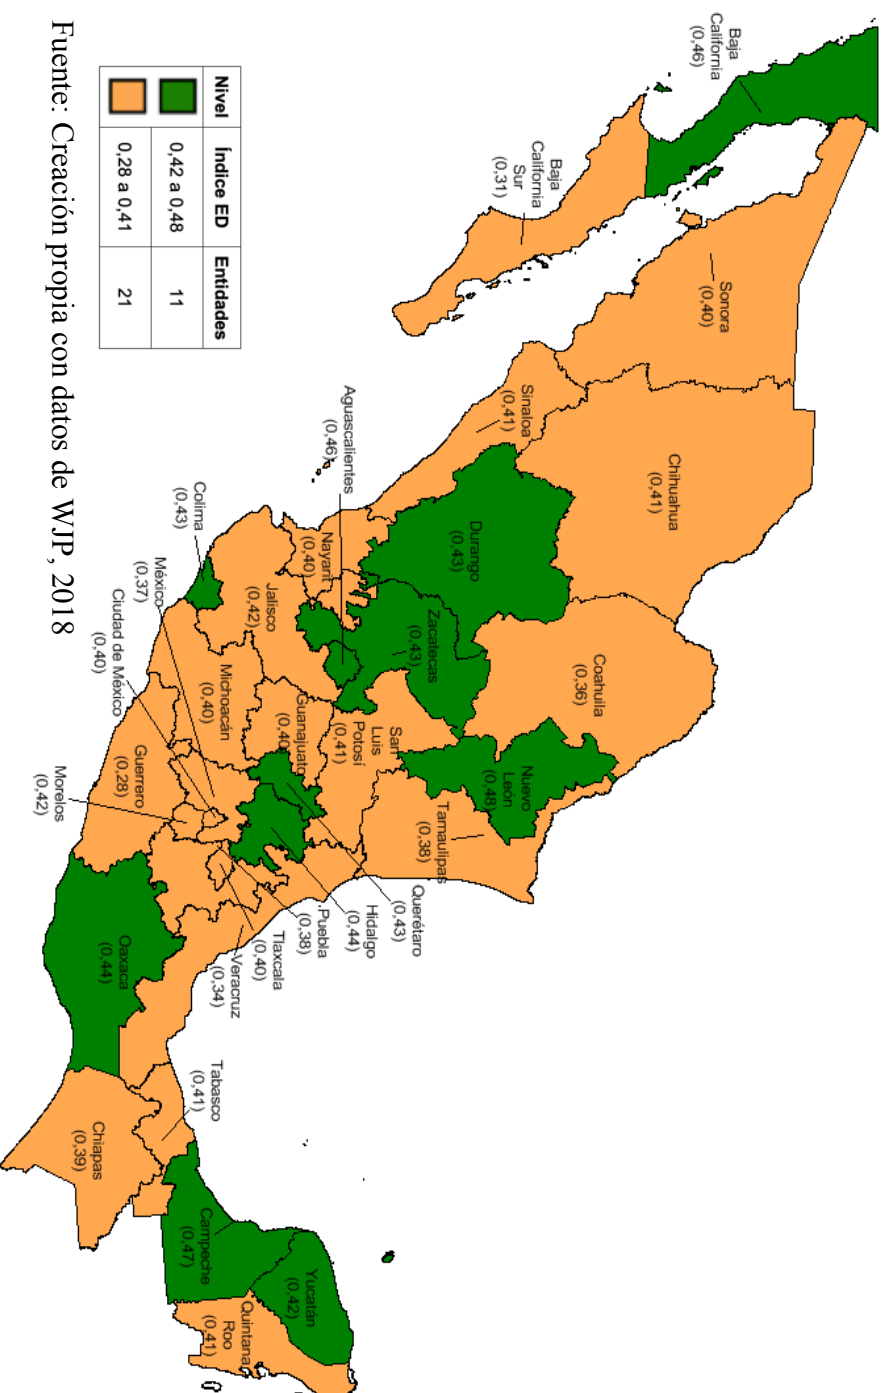 Baja
California
(0,46)
Baja
California
Sur
(0,31)
Sonora
(0,40)
Chihuahua
(0,41)
Sinaloa
(0,41)
Coahuila
(0,36)
Durango
(0,43)
Zacatecas
(0,43)
Nuevo
León
(0,48)
Tamaulipas
(0,38)
San
Luis
Potosí
(0,41)
Aguascalientes
(0,46)
Nayarit
(0,40)
Jalisco
(0,42)
Colima
(0,43)
Guanajuato
(0,40)
Michoacán
(0,40)
México
(0,37)
Ciudad de México
(0,40)
Guerrero
(0,28)
Morelos
(0,42)
Querétaro
(0,43)
Hidalgo
(0,44)
Puebla
(0,38)
Tlaxcala
(0,40)
Veracruz
(0,34)
Oaxaca
(0,44)
Tabasco
(0,41)
Chiapas
(0,39)
Campeche
(0,47)
Yucatán
(0,42)
Quintana
Roo
(0,41)
Nivel Índice ED Entidades
0,42 a 0,48 11
0,28 a 0,41 21
Fuente: Creación propia con datos de WJP, 2018